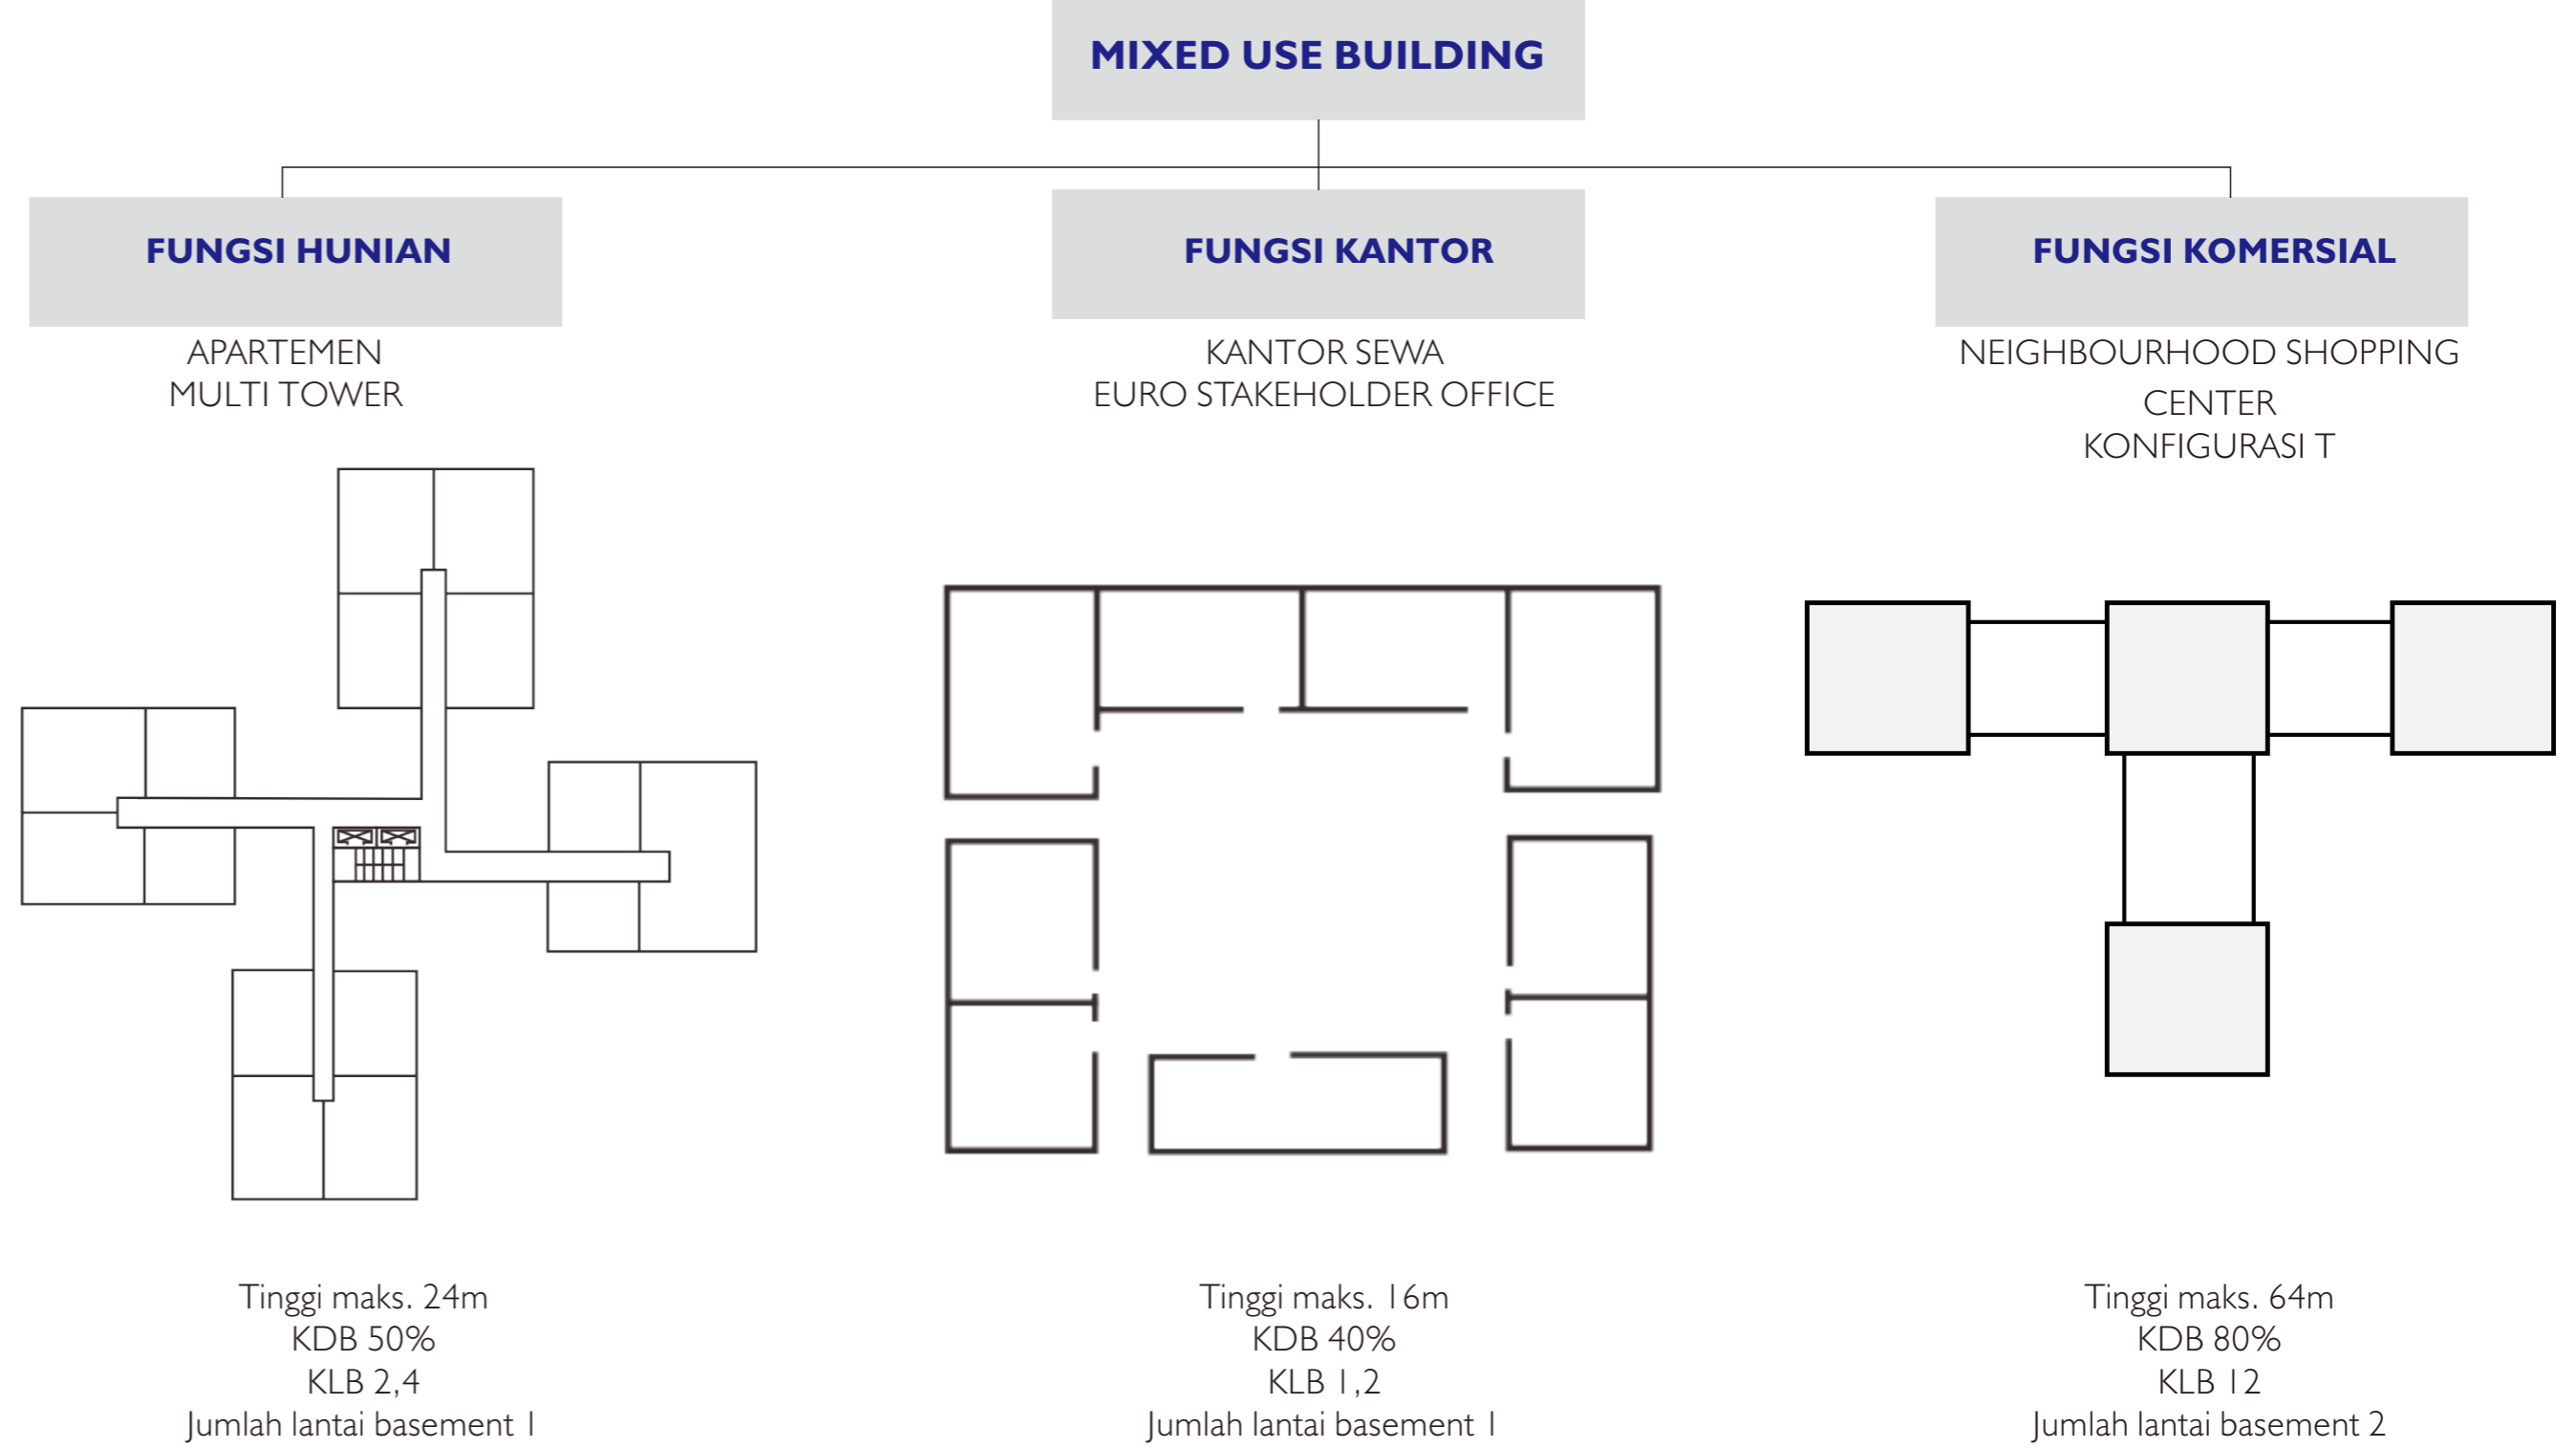 MIXED USE BUILDING
FUNGSI HUNIAN
APARTEMEN
MULTI TOWER
FUNGSI KANTOR
KANTOR SEWA
EURO STAKEHOLDER OFFICE
FUNGSI KOMERSIAL
NEIGHBOURHOOD SHOPPING
CENTER
KONFIGURASI T
Tinggi maks. 24m
KDB 50%
KLB 2,4
Jumlah lantai basement 1
Tinggi maks. 16m
KDB 40%
KLB 1,2
Jumlah lantai basement 1
Tinggi maks. 64m
KDB 80%
KLB 12
Jumlah lantai basement 2